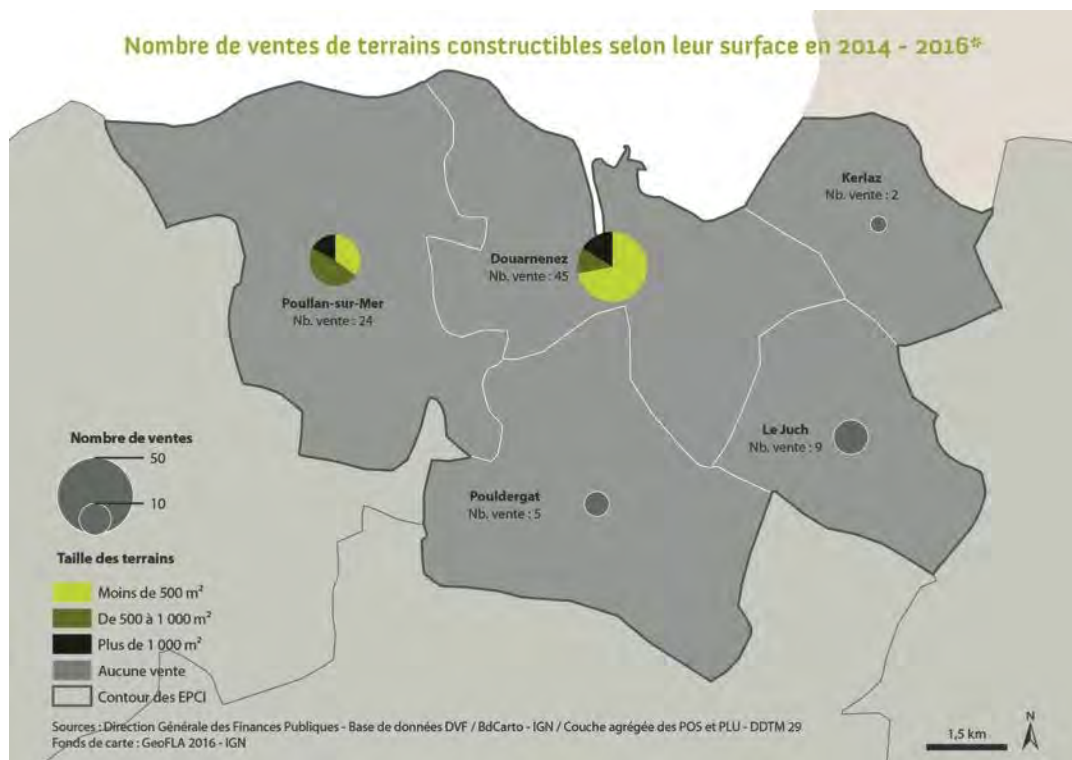 Nombre de ventes de terrains constructibles selon leur surface en 2014 - 2016*
Kerlaz
Nb. vente : 2
Douarnenez
Nb. vente : 45
Poullan-sur-Mer
Nb. vente : 24
Le Juch
Nb. vente : 9
Pouldergat
Nb. vente : 5
Nombre de ventes
50
10
Taille des terrains
Moins de 500 m²
De 500 à 1 000 m²
Plus de 1 000 m²
Aucune vente
Contour des EPCI
Sources : Direction Générale des Finances Publiques - Base de données DVF / BdCarto - IGN / Couche agrégée des POS et PLU - DDTM 29
Fonds de carte : GeoFLA 2016 - IGN
1,5 km
N